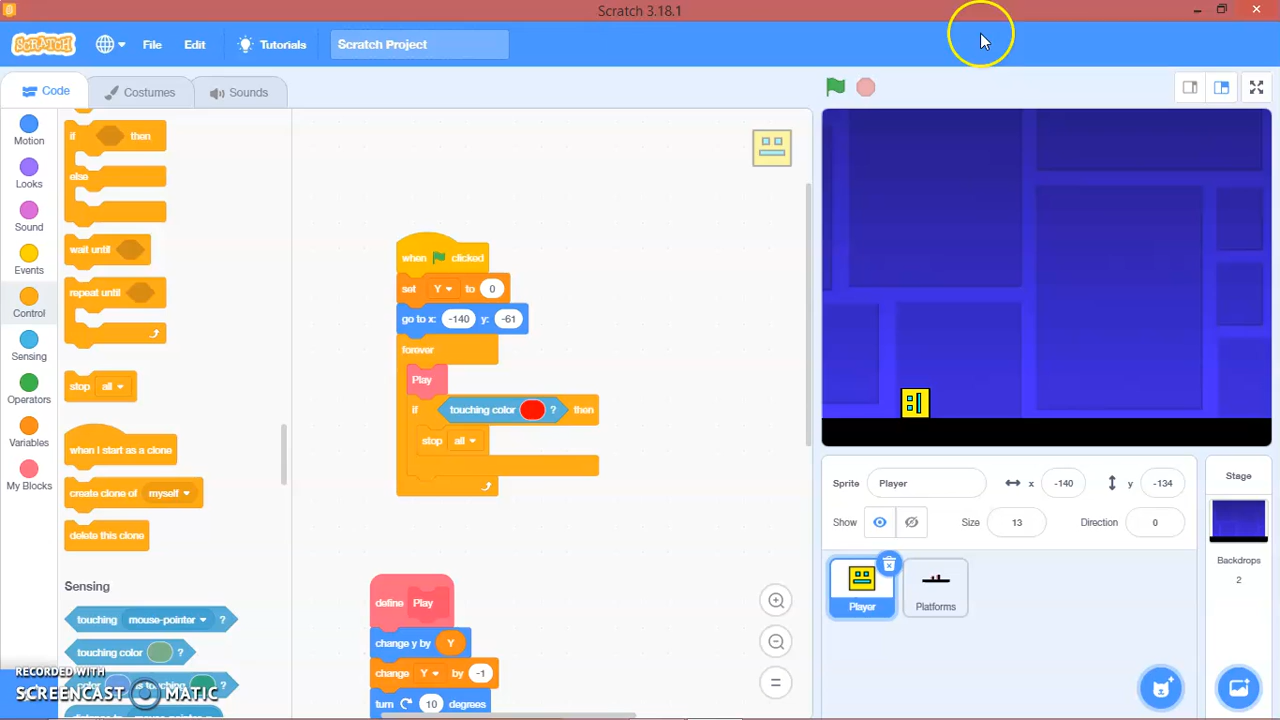 Scratch 3.18.1
SCRATCH File Edit Tutorials Scratch Project
Code Costumes Sounds
Motion
Looks
Sound
Events
Control
Sensing
Operators
Variables
My Blocks
if then
else
wait until
repeat until
stop all
when I start as a clone
create clone of myself
delete this clone
Sensing
touching mouse-pointer ?
touching color ?
when clicked
set Y to 0
go to x: -140 y: -61
forever
Play
if touching color ? then
stop all
define Play
change y by Y
change Y by -1
turn 10 degrees
Sprite Player x -140 y -134
Show Size 13 Direction 0
Player
Platforms
Stage
Backdrops
2
RECORDED WITH
SCREENCAST MATIC